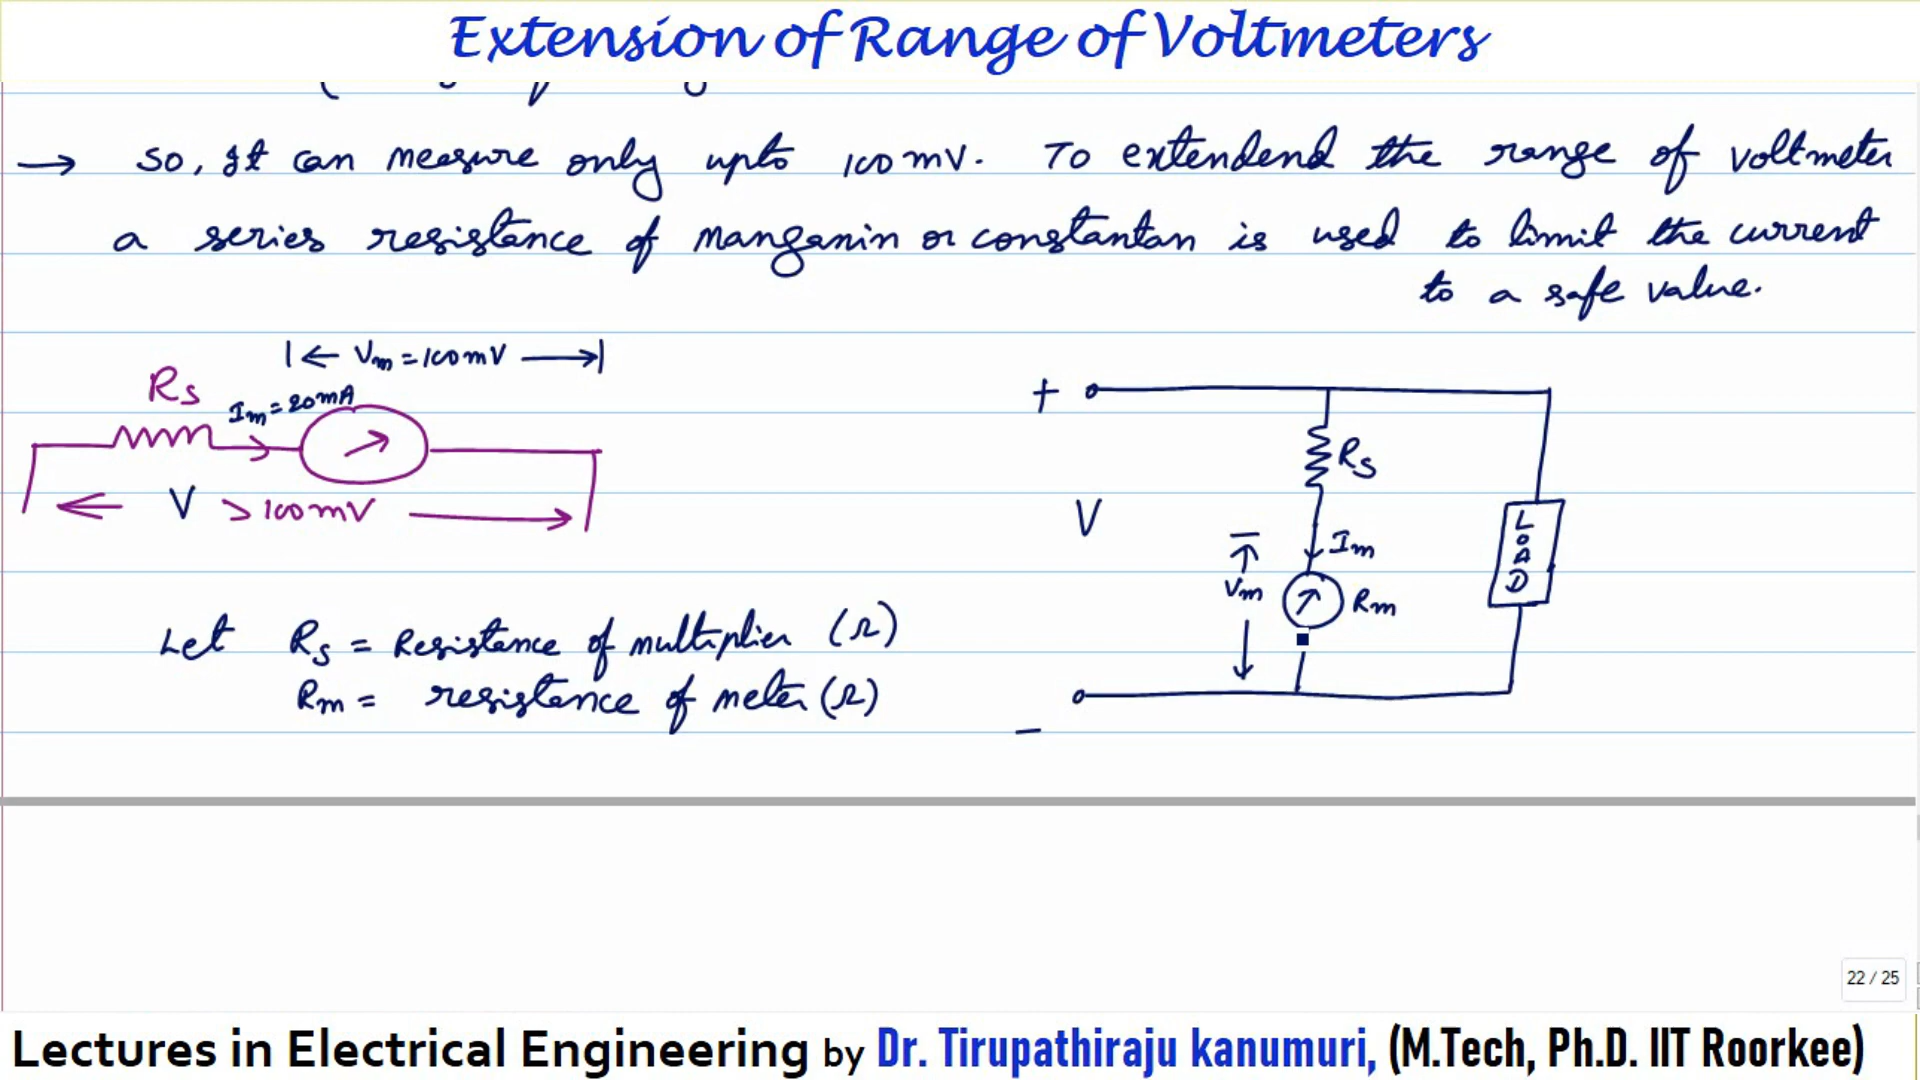 Extension of Range of Voltmeters
→ So, It can measure only upto 100mV. To extendend the range of voltmeter
a series resistance of manganin or constantan is used to limit the current
to a safe value.
Vm = 100mV
Rs
Im = 20mA
V > 100mV
+
Rs
V
Im
Vm
Rm
LOAD
Let Rs = Resistance of multiplier (Ω)
Rm = resistance of meter (Ω)
-
22 / 25
Lectures in Electrical Engineering by Dr. Tirupathiraju kanumuri, (M.Tech, Ph.D. IIT Roorkee)